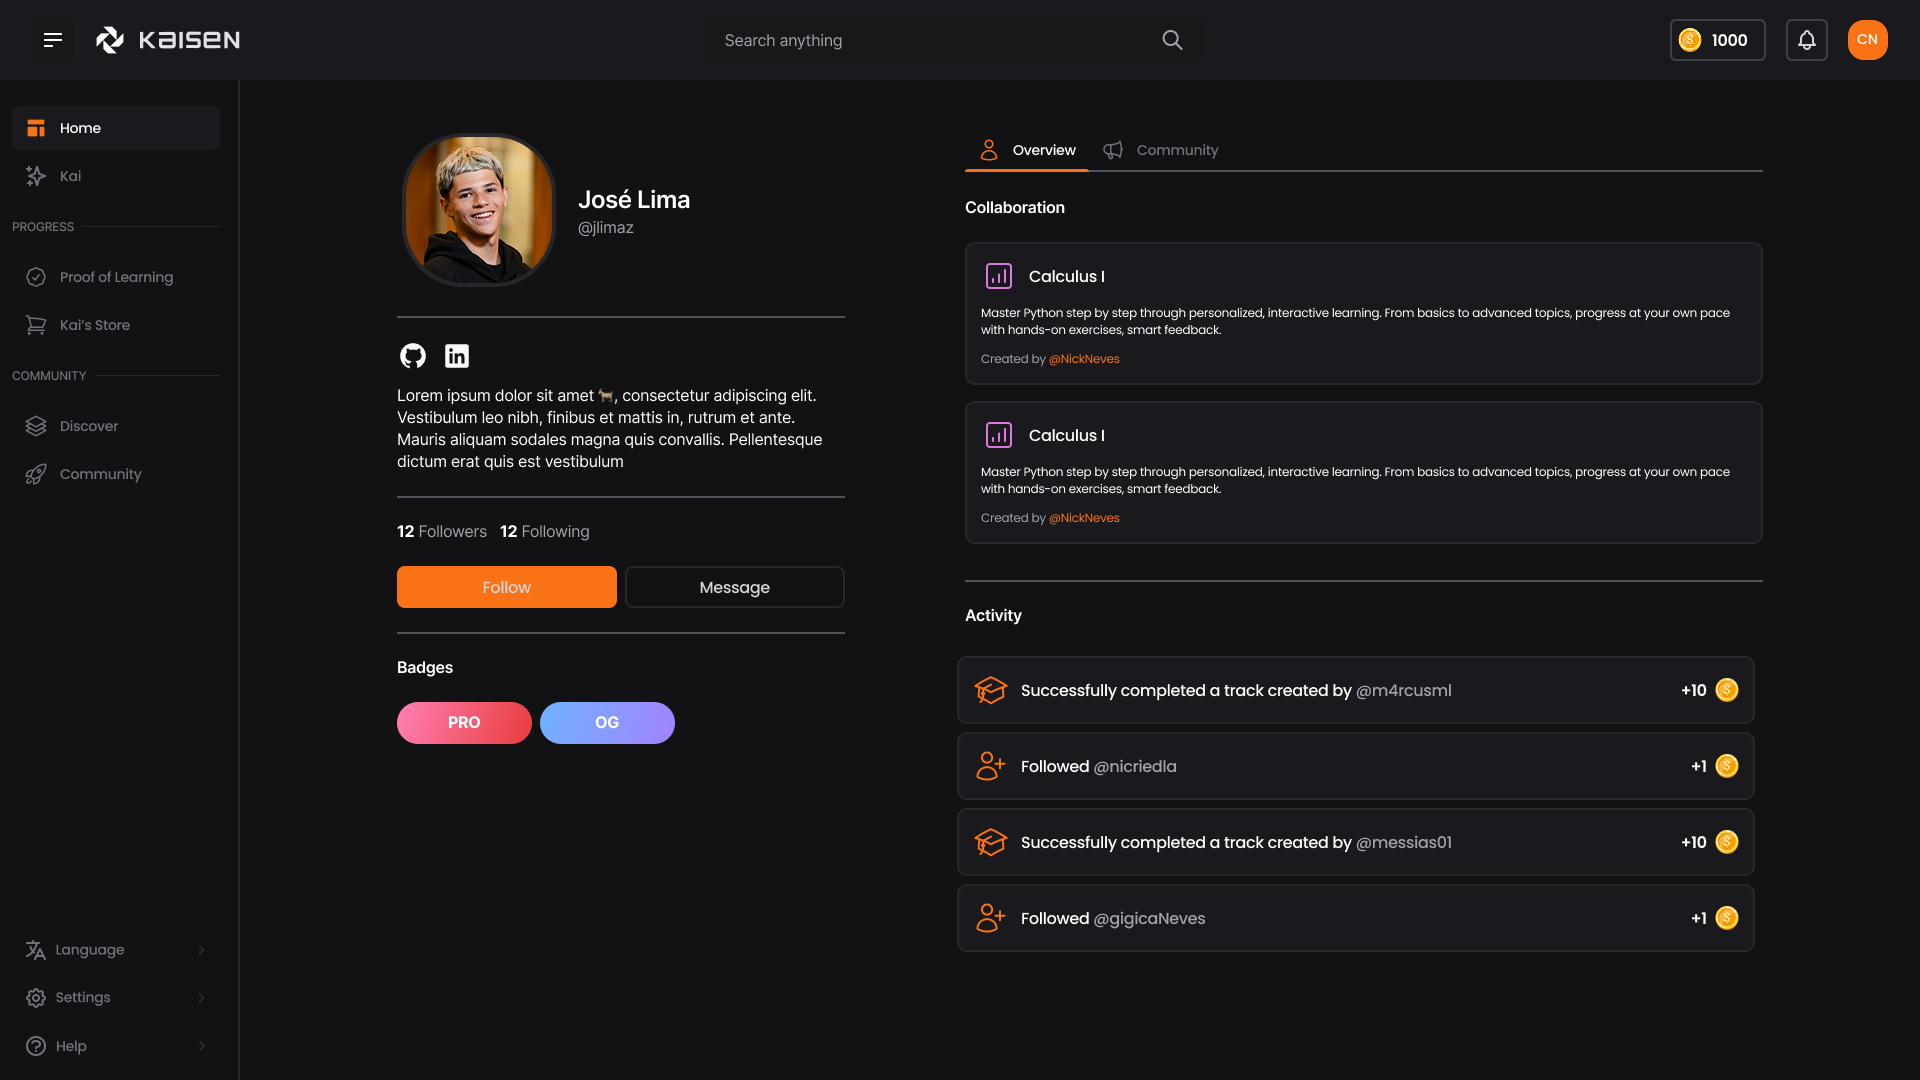 KAISEN
Search anything
1000
CN
Home
Kai
PROGRESS
Proof of Learning
Kai's Store
COMMUNITY
Discover
Community
Language
Settings
Help
José Lima
@jlimaz
in
Lorem ipsum dolor sit amet 🐐, consectetur adipiscing elit.
Vestibulum leo nibh, finibus et mattis in, rutrum et ante.
Mauris aliquam sodales magna quis convallis. Pellentesque
dictum erat quis est vestibulum
12 Followers 12 Following
Follow
Message
Badges
PRO
OG
Overview
Community
Collaboration
Calculus I
Master Python step by step through personalized, interactive learning. From basics to advanced topics, progress at your own pace
with hands-on exercises, smart feedback.
Created by @NickNeves
Calculus I
Master Python step by step through personalized, interactive learning. From basics to advanced topics, progress at your own pace
with hands-on exercises, smart feedback.
Created by @NickNeves
Activity
Successfully completed a track created by @m4rcusml
+10
Followed @nicriedla
+1
Successfully completed a track created by @messias01
+10
Followed @gigicaNeves
+1